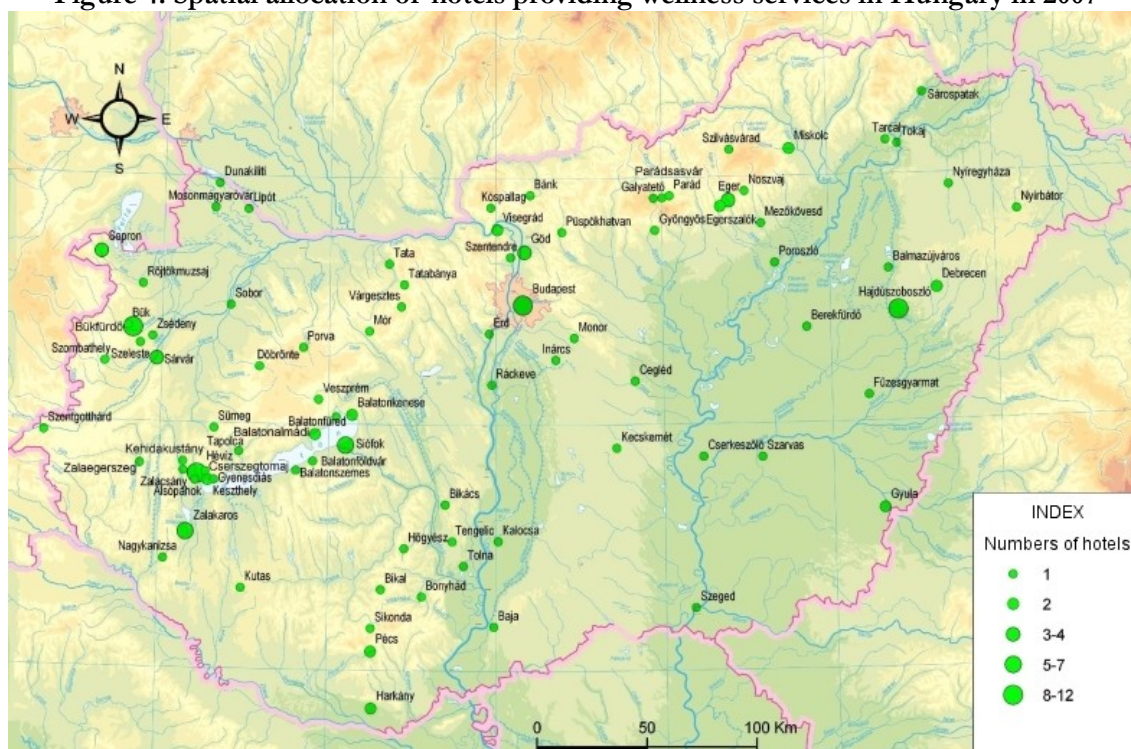 Figure 4. Spatial allocation of hotels providing wellness services in Hungary in 2007
N
W E
S
Sárospatak
Tarcal Tokaj
Szilvásvárad
Miskolc
Nyíregyháza
Nyírbátor
Parádsasvár
Galyatető Parád
Eger Noszvaj
Gyöngyös Egerszalók
Mezőkövesd
Dunakiliti
Mosonmagyaróvár Lipót
Kóspallag
Bánk
Visegrád
Püspökhatvan
Szentendre
Göd
Sopron
Röjtökmuzsaj
Tata
Tatabánya
Poroszló
Balmazújváros
Debrecen
Hajdúszoboszló
Berekfürdő
Sobor
Várgesztes
Mór
Budapest
Érd
Monor
Inárcs
Bük
Bükfürdő
Zsédeny
Szombathely
Szeleste
Sárvár
Porva
Döbrönte
Ráckeve
Cegléd
Füzesgyarmat
Veszprém
Balatonkenese
Szentgotthárd
Sümeg
Balatonfüred
Balatonalmádi
Siófok
Kecskemét
Cserkeszőlő Szarvas
Kehidakustány
Tapolca
Hévíz
Zalaegerszeg
Cserszegtomaj
Balatonföldvár
Zalacsány
Gyenesdiás
Balatonszemes
Alsópáhok
Keszthely
Zalakaros
Bikács
Gyula
Nagykanizsa
Hőgyész
Tengelic
Kalocsa
Tolna
Kutas
Bikal
Bonyhád
Szeged
Sikonda
Baja
Pécs
Harkány
0 50 100 Km
INDEX
Numbers of hotels
1
2
3-4
5-7
8-12